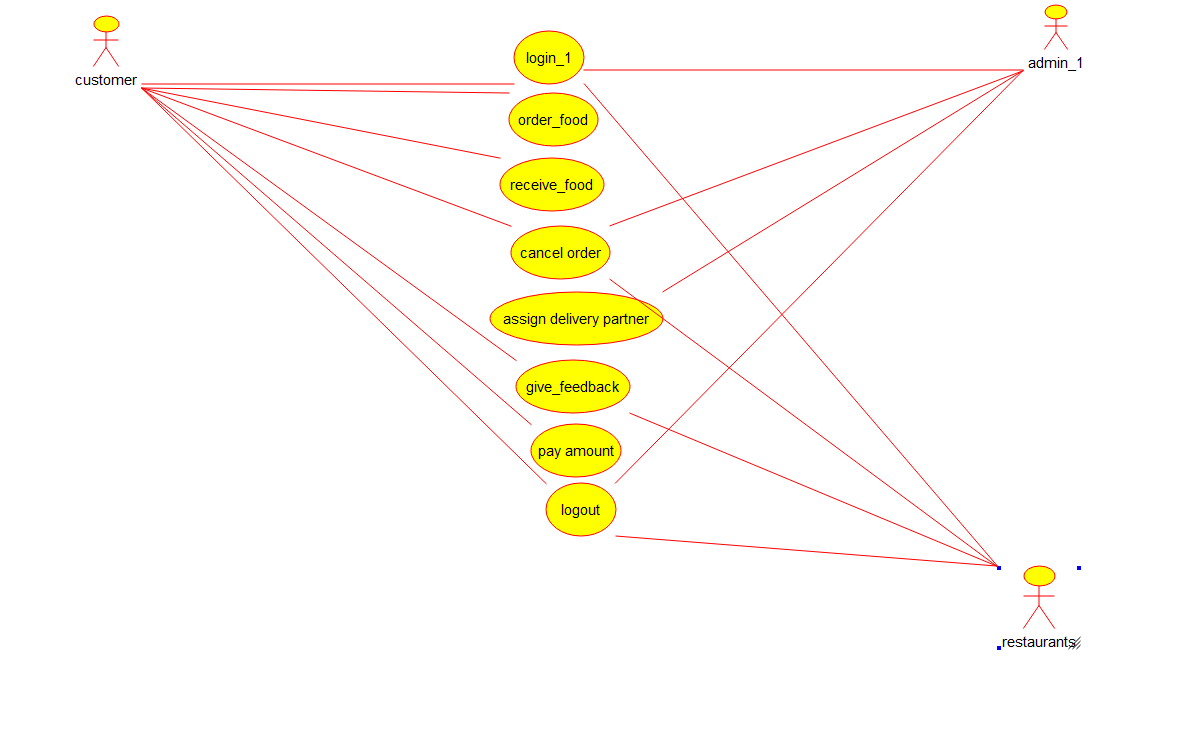 login_1
admin_1
customer
order_food
receive_food
cancel order
assign delivery partner
give_feedback
pay amount
logout
restaurants